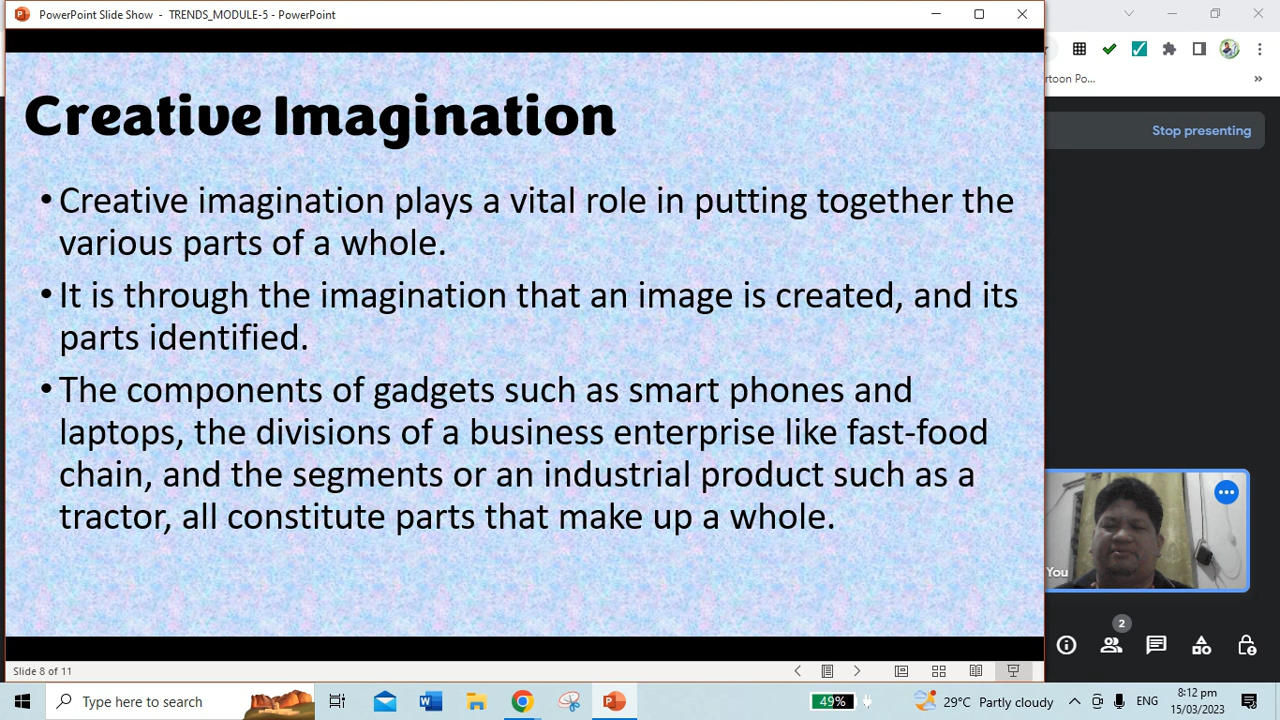 PowerPoint Slide Show - TRENDS_MODULE-5 - PowerPoint
rtoon Po...
Stop presenting
Creative Imagination
• Creative imagination plays a vital role in putting together the
various parts of a whole.
• It is through the imagination that an image is created, and its
parts identified.
• The components of gadgets such as smart phones and
laptops, the divisions of a business enterprise like fast-food
chain, and the segments or an industrial product such as a
tractor, all constitute parts that make up a whole.
You
2
Slide 8 of 11
Type here to search
49%
29°C Partly cloudy
ENG
8:12 pm
15/03/2023